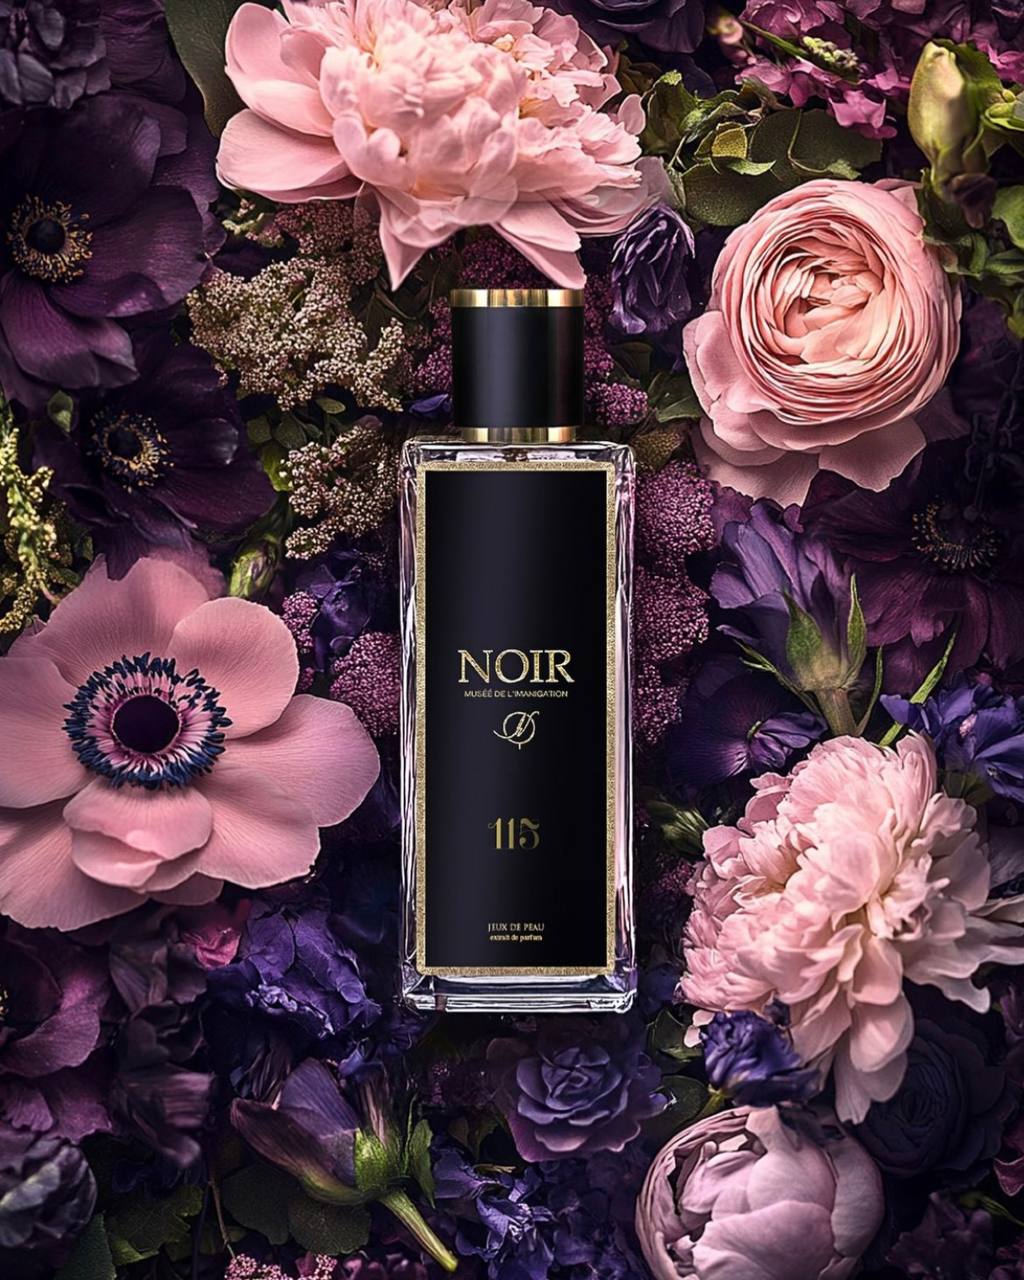 NOIR
MUSÉE DE L'IMANIGATION
N
115
JEUX DE PEAU
extrait de parfum